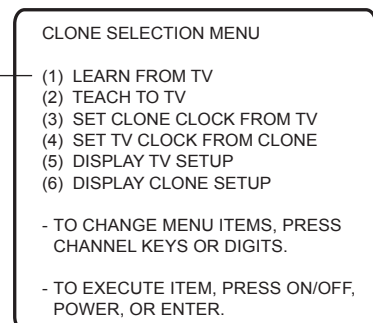 CLONE SELECTION MENU
(1) LEARN FROM TV
(2) TEACH TO TV
(3) SET CLONE CLOCK FROM TV
(4) SET TV CLOCK FROM CLONE
(5) DISPLAY TV SETUP
(6) DISPLAY CLONE SETUP
- TO CHANGE MENU ITEMS, PRESS
CHANNEL KEYS OR DIGITS.
- TO EXECUTE ITEM, PRESS ON/OFF,
POWER, OR ENTER.